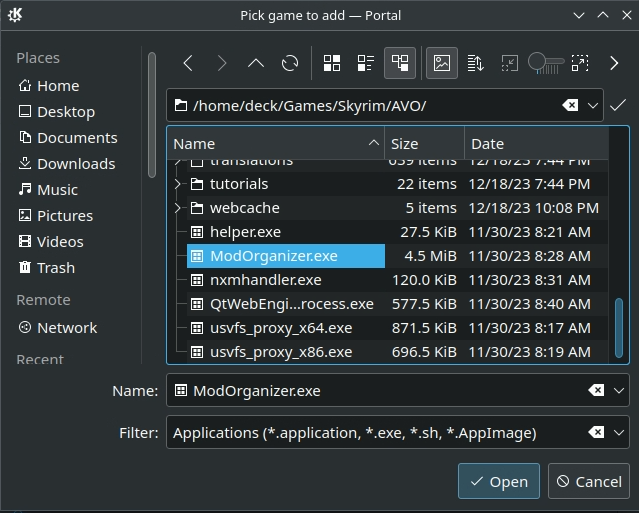 Pick game to add — Portal
Places
Home
Desktop
Documents
Downloads
Music
Pictures
Videos
Trash
Remote
Network
Recent
/home/deck/Games/Skyrim/AVO/
Name Size Date
translations 639 items 12/18/23 7:44 PM
tutorials 22 items 12/18/23 7:44 PM
webcache 5 items 12/18/23 10:08 PM
helper.exe 27.5 KiB 11/30/23 8:21 AM
ModOrganizer.exe 4.5 MiB 11/30/23 8:28 AM
nxmhandler.exe 120.0 KiB 11/30/23 8:31 AM
QtWebEngi...rocess.exe 577.5 KiB 11/30/23 8:40 AM
usvfs_proxy_x64.exe 871.5 KiB 11/30/23 8:17 AM
usvfs_proxy_x86.exe 696.5 KiB 11/30/23 8:19 AM
Name: ModOrganizer.exe
Filter: Applications (*.application, *.exe, *.sh, *.AppImage)
Open Cancel